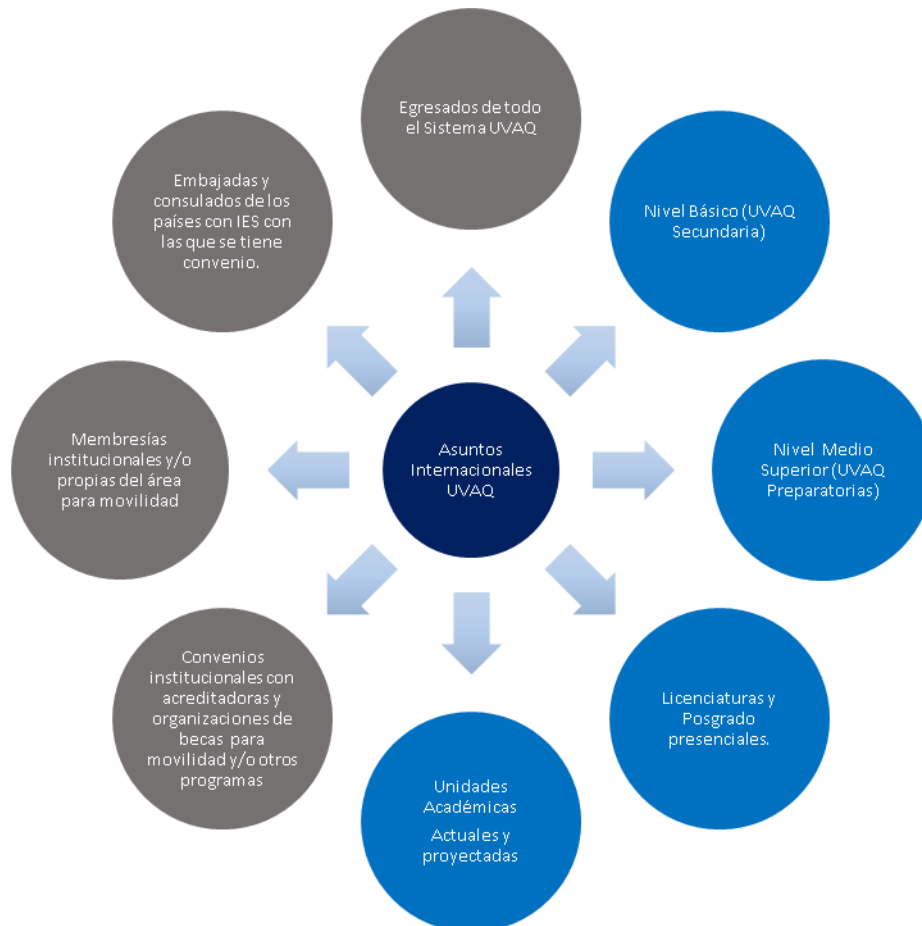 Egresados de todo
el Sistema UVAQ
Nivel Básico (UVAQ
Secundaria)
Nivel Medio
Superior (UVAQ
Preparatorias)
Licenciaturas y
Posgrado
presenciales.
Unidades
Académicas
Actuales y
proyectadas
Convenios
institucionales con
acreditadoras y
organizaciones de
becas para
movilidad y/o otros
programas
Membresías
institucionales y/o
propias del área
para movilidad
Embajadas y
consulados de los
países con IES con
las que se tiene
convenio.
Asuntos
Internacionales
UVAQ